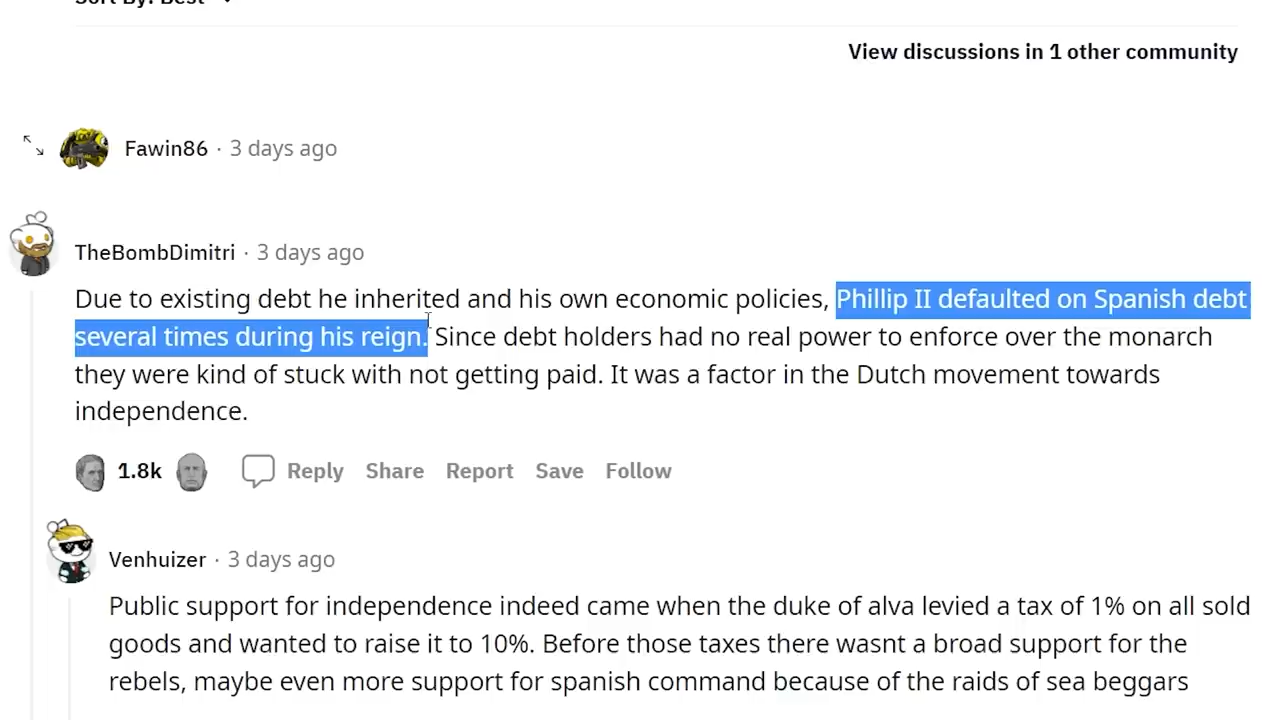 Sort By: Best
View discussions in 1 other community
Fawin86 · 3 days ago
TheBombDimitri · 3 days ago
Due to existing debt he inherited and his own economic policies, Phillip II defaulted on Spanish debt
several times during his reign. Since debt holders had no real power to enforce over the monarch
they were kind of stuck with not getting paid. It was a factor in the Dutch movement towards
independence.
1.8k Reply Share Report Save Follow
Venhuizer · 3 days ago
Public support for independence indeed came when the duke of alva levied a tax of 1% on all sold
goods and wanted to raise it to 10%. Before those taxes there wasnt a broad support for the
rebels, maybe even more support for spanish command because of the raids of sea beggars